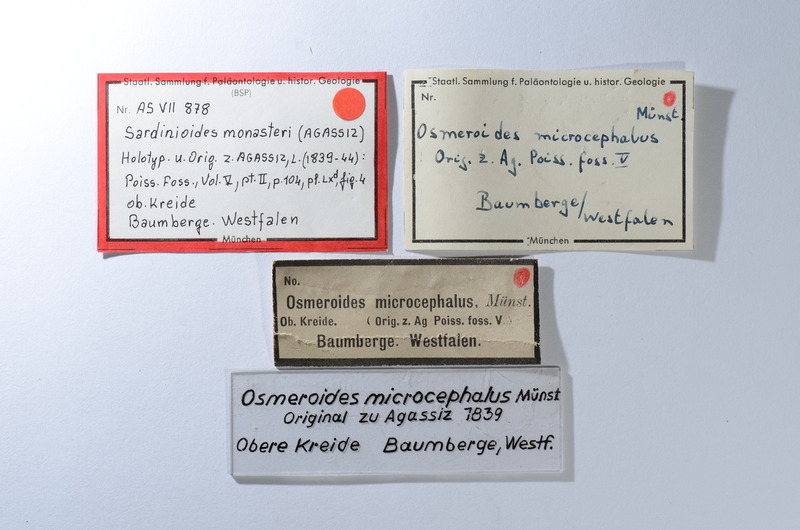 Staatl. Sammlung f. Paläontologie u. histor. Geologie
(BSP)
Nr. AS VII 878
Sardinioides monasteri (AGASSIZ)
Holotyp. u. Orig. z. AGASSIZ, L. (1839-44):
Poiss. Foss., Vol. V, pt. II, p. 104, pl. LXd, fig. 4
ob. Kreide
Baumberge. Westfalen
München
Staatl. Sammlung f. Paläontologie u. histor. Geologie
Nr.
Münst.
Osmeroides microcephalus
Orig. z. Ag. Poiss. foss. V
Baumberge/Westfalen
München
No.
Osmeroides microcephalus. Münst.
Ob. Kreide. (Orig. z. Ag Poiss. foss. V.)
Baumberge. Westfalen.
Osmeroides microcephalus Münst
Original zu Agassiz 1839
Obere Kreide Baumberge, Westf.